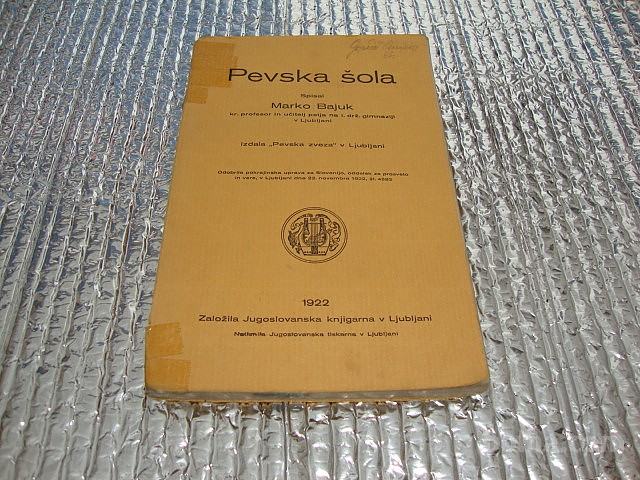 Pevska šola
Spisal
Marko Bajuk
kr. profesor in učitelj petja na I. drž. gimnaziji
v Ljubljani
Izdala „Pevska zveza” v Ljubljani
Odobrila pokrajinska uprava za Slovenijo, oddelek za prosveto
in vere, v Ljubljani dne 23. novembra 1922, št.
1922
Založila Jugoslovanska knjigarna v Ljubljani
Natisnila Jugoslovanska tiskarna v Ljubljani